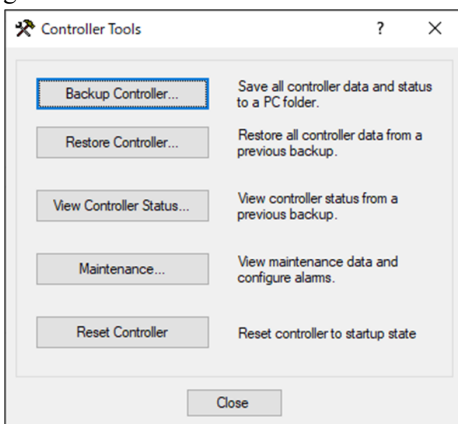 Controller Tools ? ×
Backup Controller...
Save all controller data and status
to a PC folder.
Restore Controller...
Restore all controller data from a
previous backup.
View Controller Status...
View controller status from a
previous backup.
Maintenance...
View maintenance data and
configure alarms.
Reset Controller
Reset controller to startup state
Close